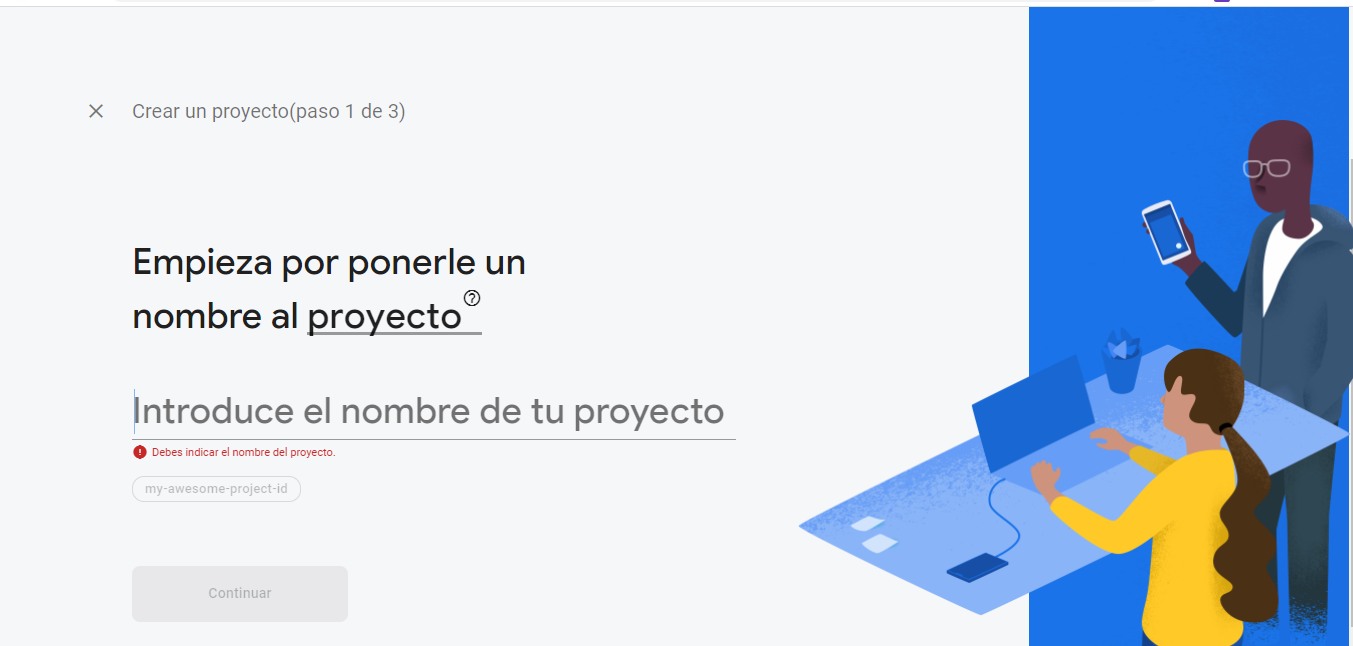 Crear un proyecto(paso 1 de 3)
Empieza por ponerle un
nombre al proyecto
Introduce el nombre de tu proyecto
Debes indicar el nombre del proyecto.
my-awesome-project-id
Continuar